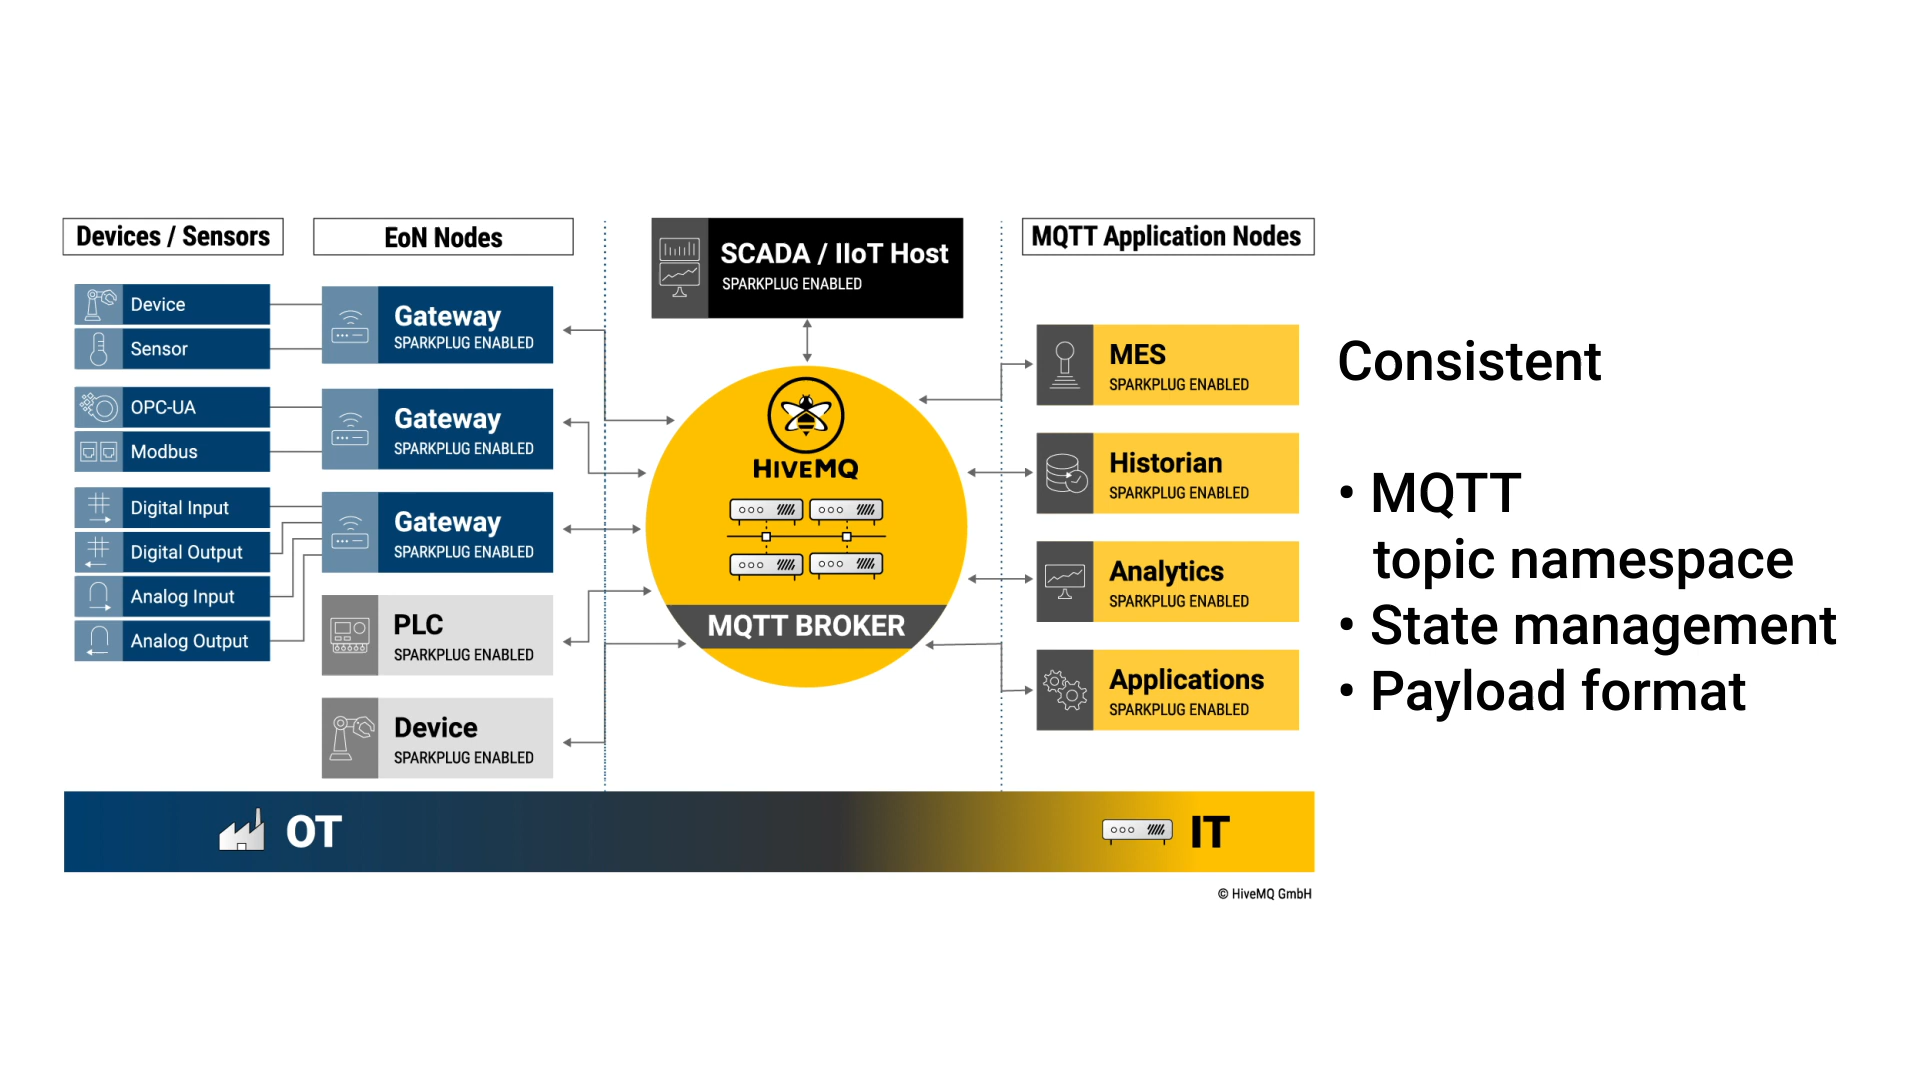 Devices / Sensors
EoN Nodes
SCADA / IIoT Host
SPARKPLUG ENABLED
MQTT Application Nodes
Device
Sensor
OPC-UA
Modbus
Digital Input
Digital Output
Analog Input
Analog Output
Gateway
SPARKPLUG ENABLED
Gateway
SPARKPLUG ENABLED
Gateway
SPARKPLUG ENABLED
PLC
SPARKPLUG ENABLED
Device
SPARKPLUG ENABLED
HIVEMQ
MQTT BROKER
MES
SPARKPLUG ENABLED
Historian
SPARKPLUG ENABLED
Analytics
SPARKPLUG ENABLED
Applications
SPARKPLUG ENABLED
Consistent
• MQTT
topic namespace
• State management
• Payload format
OT
IT
© HiveMQ GmbH